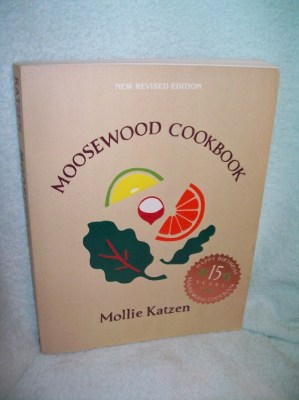 NEW REVISED EDITION
MOOSEWOOD COOKBOOK
15
Mollie Katzen